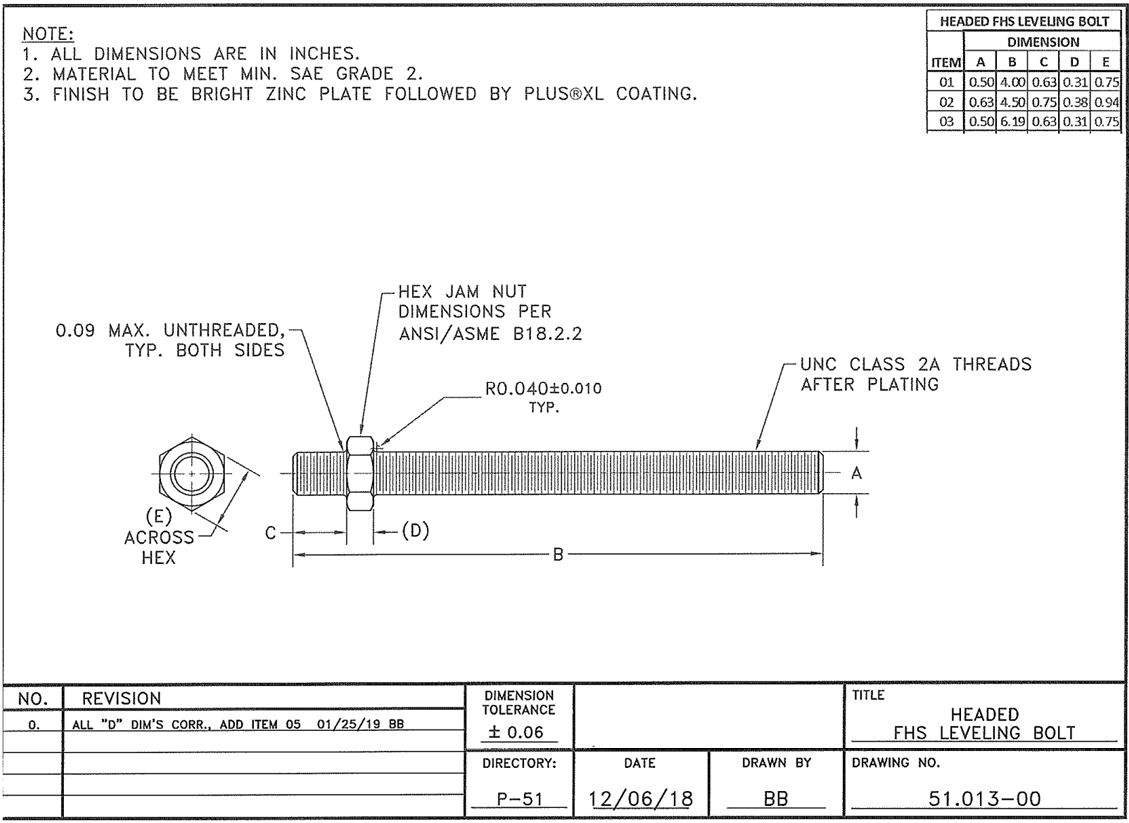 NOTE:
1. ALL DIMENSIONS ARE IN INCHES.
2. MATERIAL TO MEET MIN. SAE GRADE 2.
3. FINISH TO BE BRIGHT ZINC PLATE FOLLOWED BY PLUS®XL COATING.
HEADED FHS LEVELING BOLT
DIMENSION
ITEM A B C D E
01 0.50 4.00 0.63 0.31 0.75
02 0.63 4.50 0.75 0.38 0.94
03 0.50 6.19 0.63 0.31 0.75
HEX JAM NUT
DIMENSIONS PER
ANSI/ASME B18.2.2
0.09 MAX. UNTHREADED,
TYP. BOTH SIDES
R0.040±0.010
TYP.
UNC CLASS 2A THREADS
AFTER PLATING
A
(E)
ACROSS
HEX
C
(D)
B
NO. REVISION
0. ALL "D" DIM'S CORR., ADD ITEM 05 01/25/19 BB
DIMENSION
TOLERANCE
± 0.06
TITLE
HEADED
FHS LEVELING BOLT
DIRECTORY:
P-51
DATE
12/06/18
DRAWN BY
BB
DRAWING NO.
51.013-00